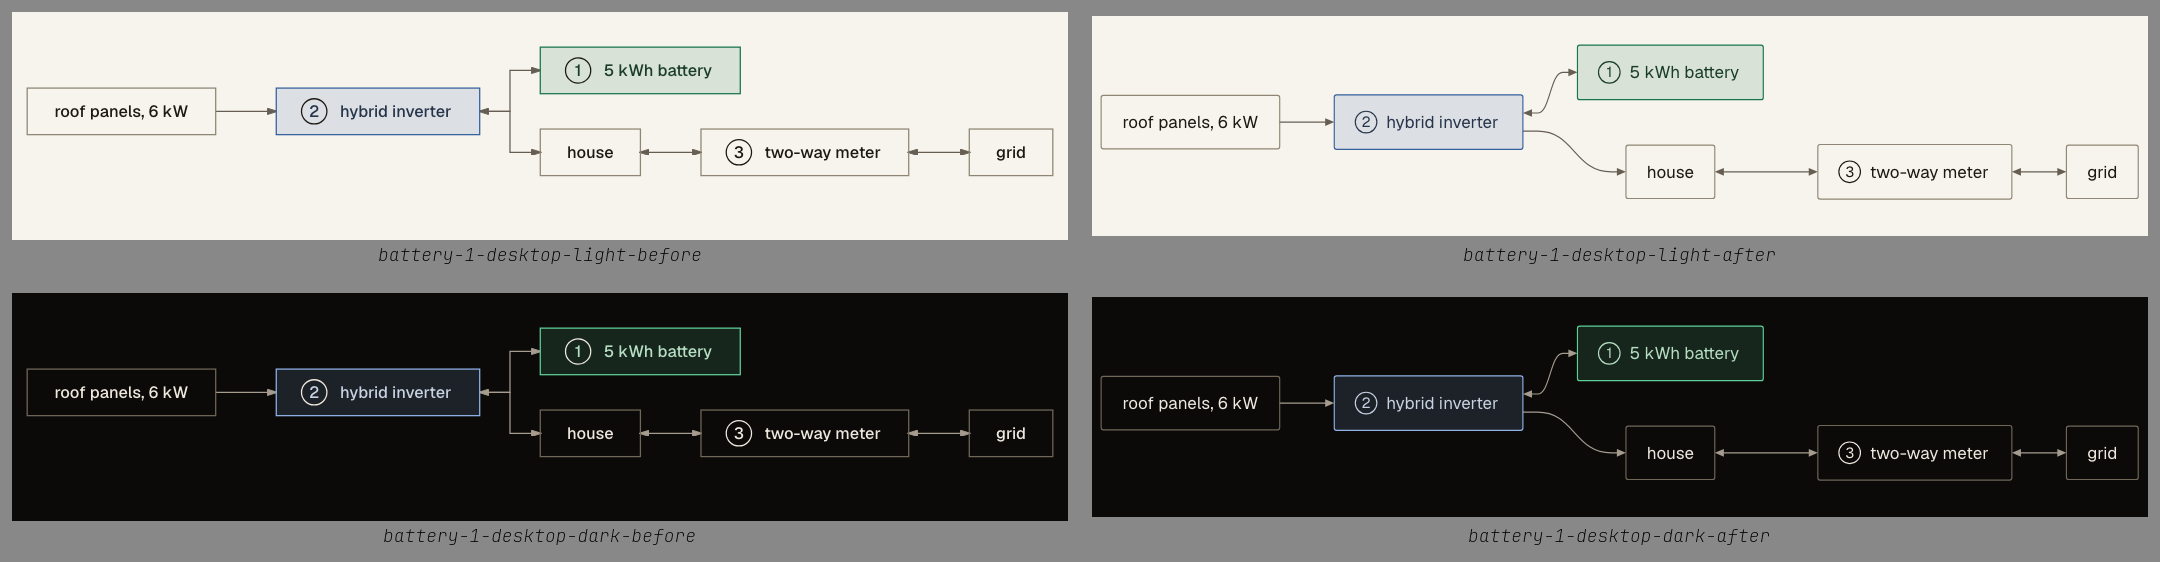 ① 5 kWh battery
roof panels, 6 kW
② hybrid inverter
house
③ two-way meter
grid
battery-1-desktop-light-before
① 5 kWh battery
roof panels, 6 kW
② hybrid inverter
house
③ two-way meter
grid
battery-1-desktop-light-after
① 5 kWh battery
roof panels, 6 kW
② hybrid inverter
house
③ two-way meter
grid
battery-1-desktop-dark-before
① 5 kWh battery
roof panels, 6 kW
② hybrid inverter
house
③ two-way meter
grid
battery-1-desktop-dark-after